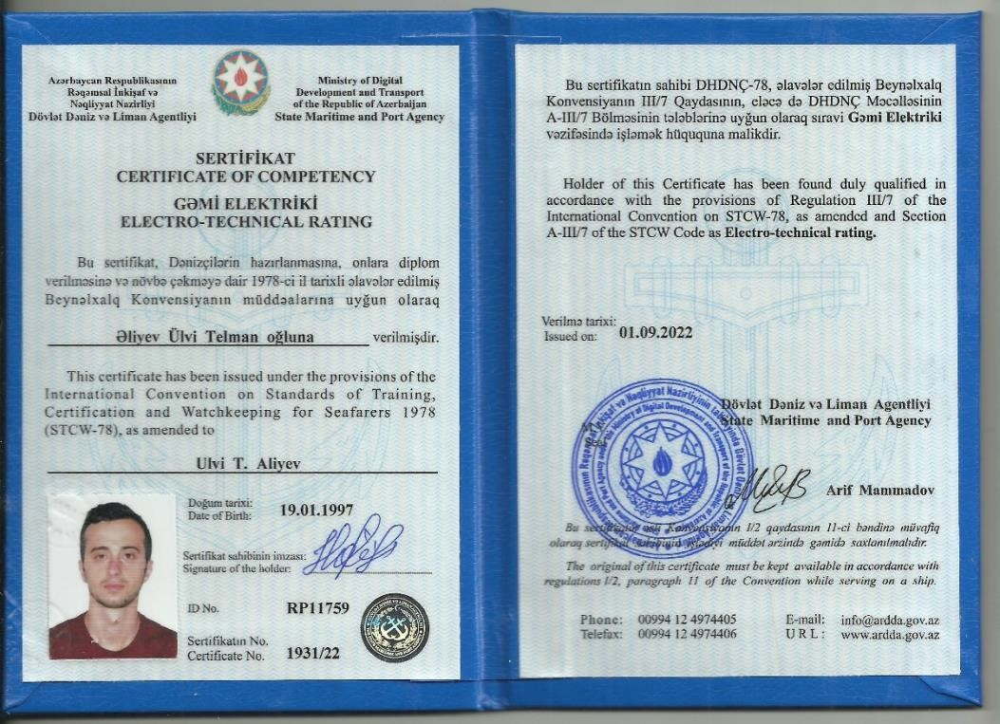 Azərbaycan Respublikasının
Rəqəmsal İnkişaf və
Nəqliyyat Nazirliyi
Dövlət Dəniz və Liman Agentliyi
Ministry of Digital
Development and Transport
of the Republic of Azerbaijan
State Maritime and Port Agency
SERTİFİKAT
CERTIFICATE OF COMPETENCY
GƏMİ ELEKTRİKİ
ELECTRO-TECHNICAL RATING
Bu sertifikat, Dənizçilərin hazırlanmasına, onlara diplom
verilməsinə və növbə çəkməyə dair 1978-ci il tarixli əlavələr edilmiş
Beynəlxalq Konvensiyanın müddəalarına uyğun olaraq
Əliyev Ülvi Telman oğluna verilmişdir.
This certificate has been issued under the provisions of the
International Convention on Standards of Training,
Certification and Watchkeeping for Seafarers 1978
(STCW-78), as amended to
Ulvi T. Aliyev
Doğum tarixi:
Date of Birth: 19.01.1997
Sertifikat sahibinin imzası:
Signature of the holder:
ID No. RP11759
Sertifikatın No.
Certificate No. 1931/22
Bu sertifikatın sahibi DHDNÇ-78, əlavələr edilmiş Beynəlxalq
Konvensiyanın III/7 Qaydasının, eləcə də DHDNÇ Məcəlləsinin
A-III/7 Bölməsinin tələblərinə uyğun olaraq sıravi Gəmi Elektriki
vəzifəsində işləmək hüququna malikdir.
Holder of this Certificate has been found duly qualified in
accordance with the provisions of Regulation III/7 of the
International Convention on STCW-78, as amended and Section
A-III/7 of the STCW Code as Electro-technical rating.
Verilmə tarixi:
Issued on: 01.09.2022
Dövlət Dəniz və Liman Agentliyi
State Maritime and Port Agency
Seal
Arif Mammadov
Bu sertifikatın əsli Konvensiyanın I/2 qaydasının 11-ci bəndinə müvafiq
olaraq sertifikat sahibinin işlədiyi müddət ərzində gəmidə saxlanılmalıdır.
The original of this certificate must be kept available in accordance with
regulations I/2, paragraph 11 of the Convention while serving on a ship.
Phone: 00994 12 4974405 E-mail: info@ardda.gov.az
Telefax: 00994 12 4974406 URL: www.ardda.gov.az